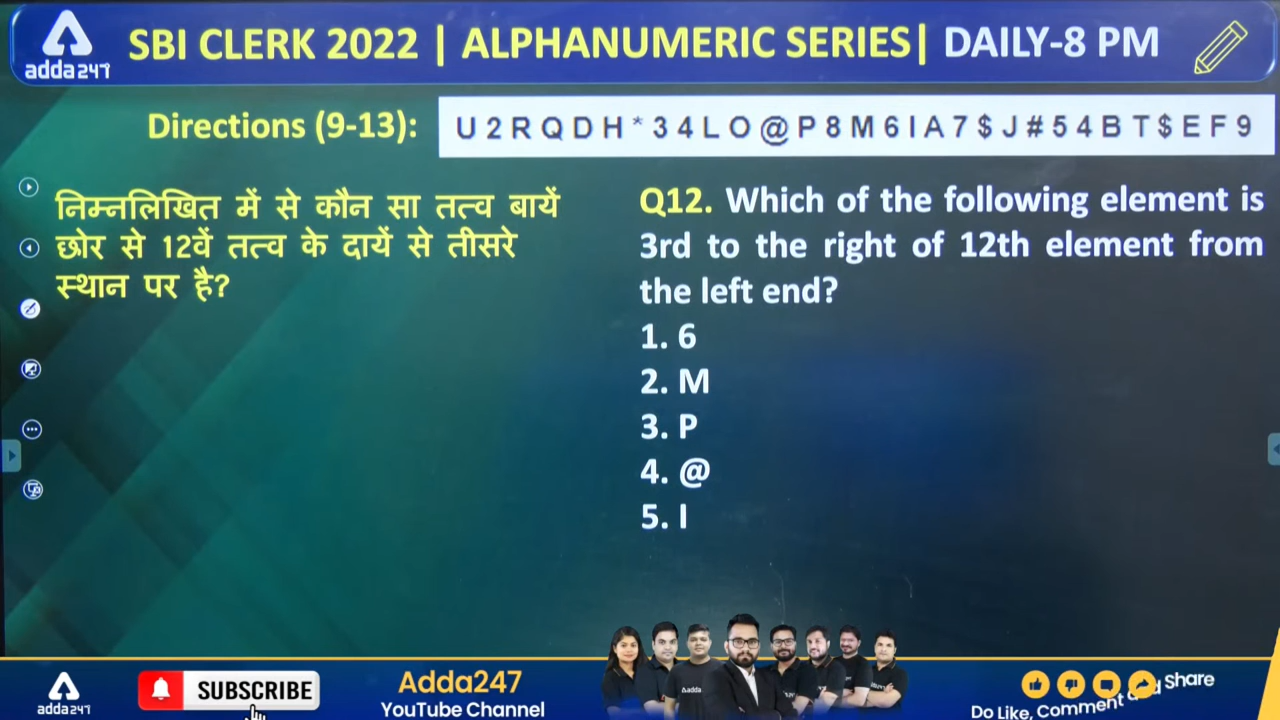 adda247
SBI CLERK 2022 | ALPHANUMERIC SERIES| DAILY-8 PM
Directions (9-13):
U 2 R Q D H * 3 4 L O @ P 8 M 6 I A 7 $ J # 5 4 B T $ E F 9
निम्नलिखित में से कौन सा तत्व बायें
छोर से 12वें तत्व के दायें से तीसरे
स्थान पर है?
Q12. Which of the following element is
3rd to the right of 12th element from
the left end?
1. 6
2. M
3. P
4. @
5. I
adda247
SUBSCRIBE
Adda247
YouTube Channel
adda
Do Like, Comment and Share